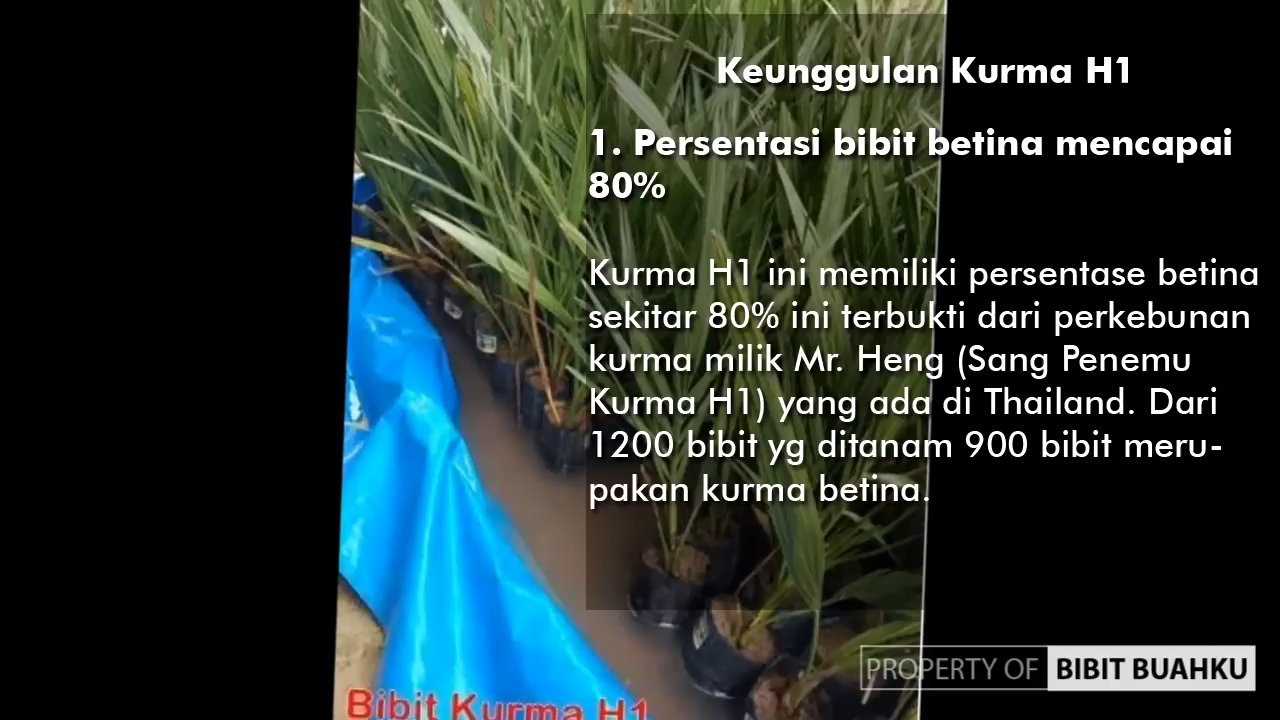 Keunggulan Kurma H1
1. Persentasi bibit betina mencapai
80%
Kurma H1 ini memiliki persentase betina
sekitar 80% ini terbukti dari perkebunan
kurma milik Mr. Heng (Sang Penemu
Kurma H1) yang ada di Thailand. Dari
1200 bibit yg ditanam 900 bibit meru-
pakan kurma betina.
PROPERTY OF BIBIT BUAHKU
Bibit Kurma H1